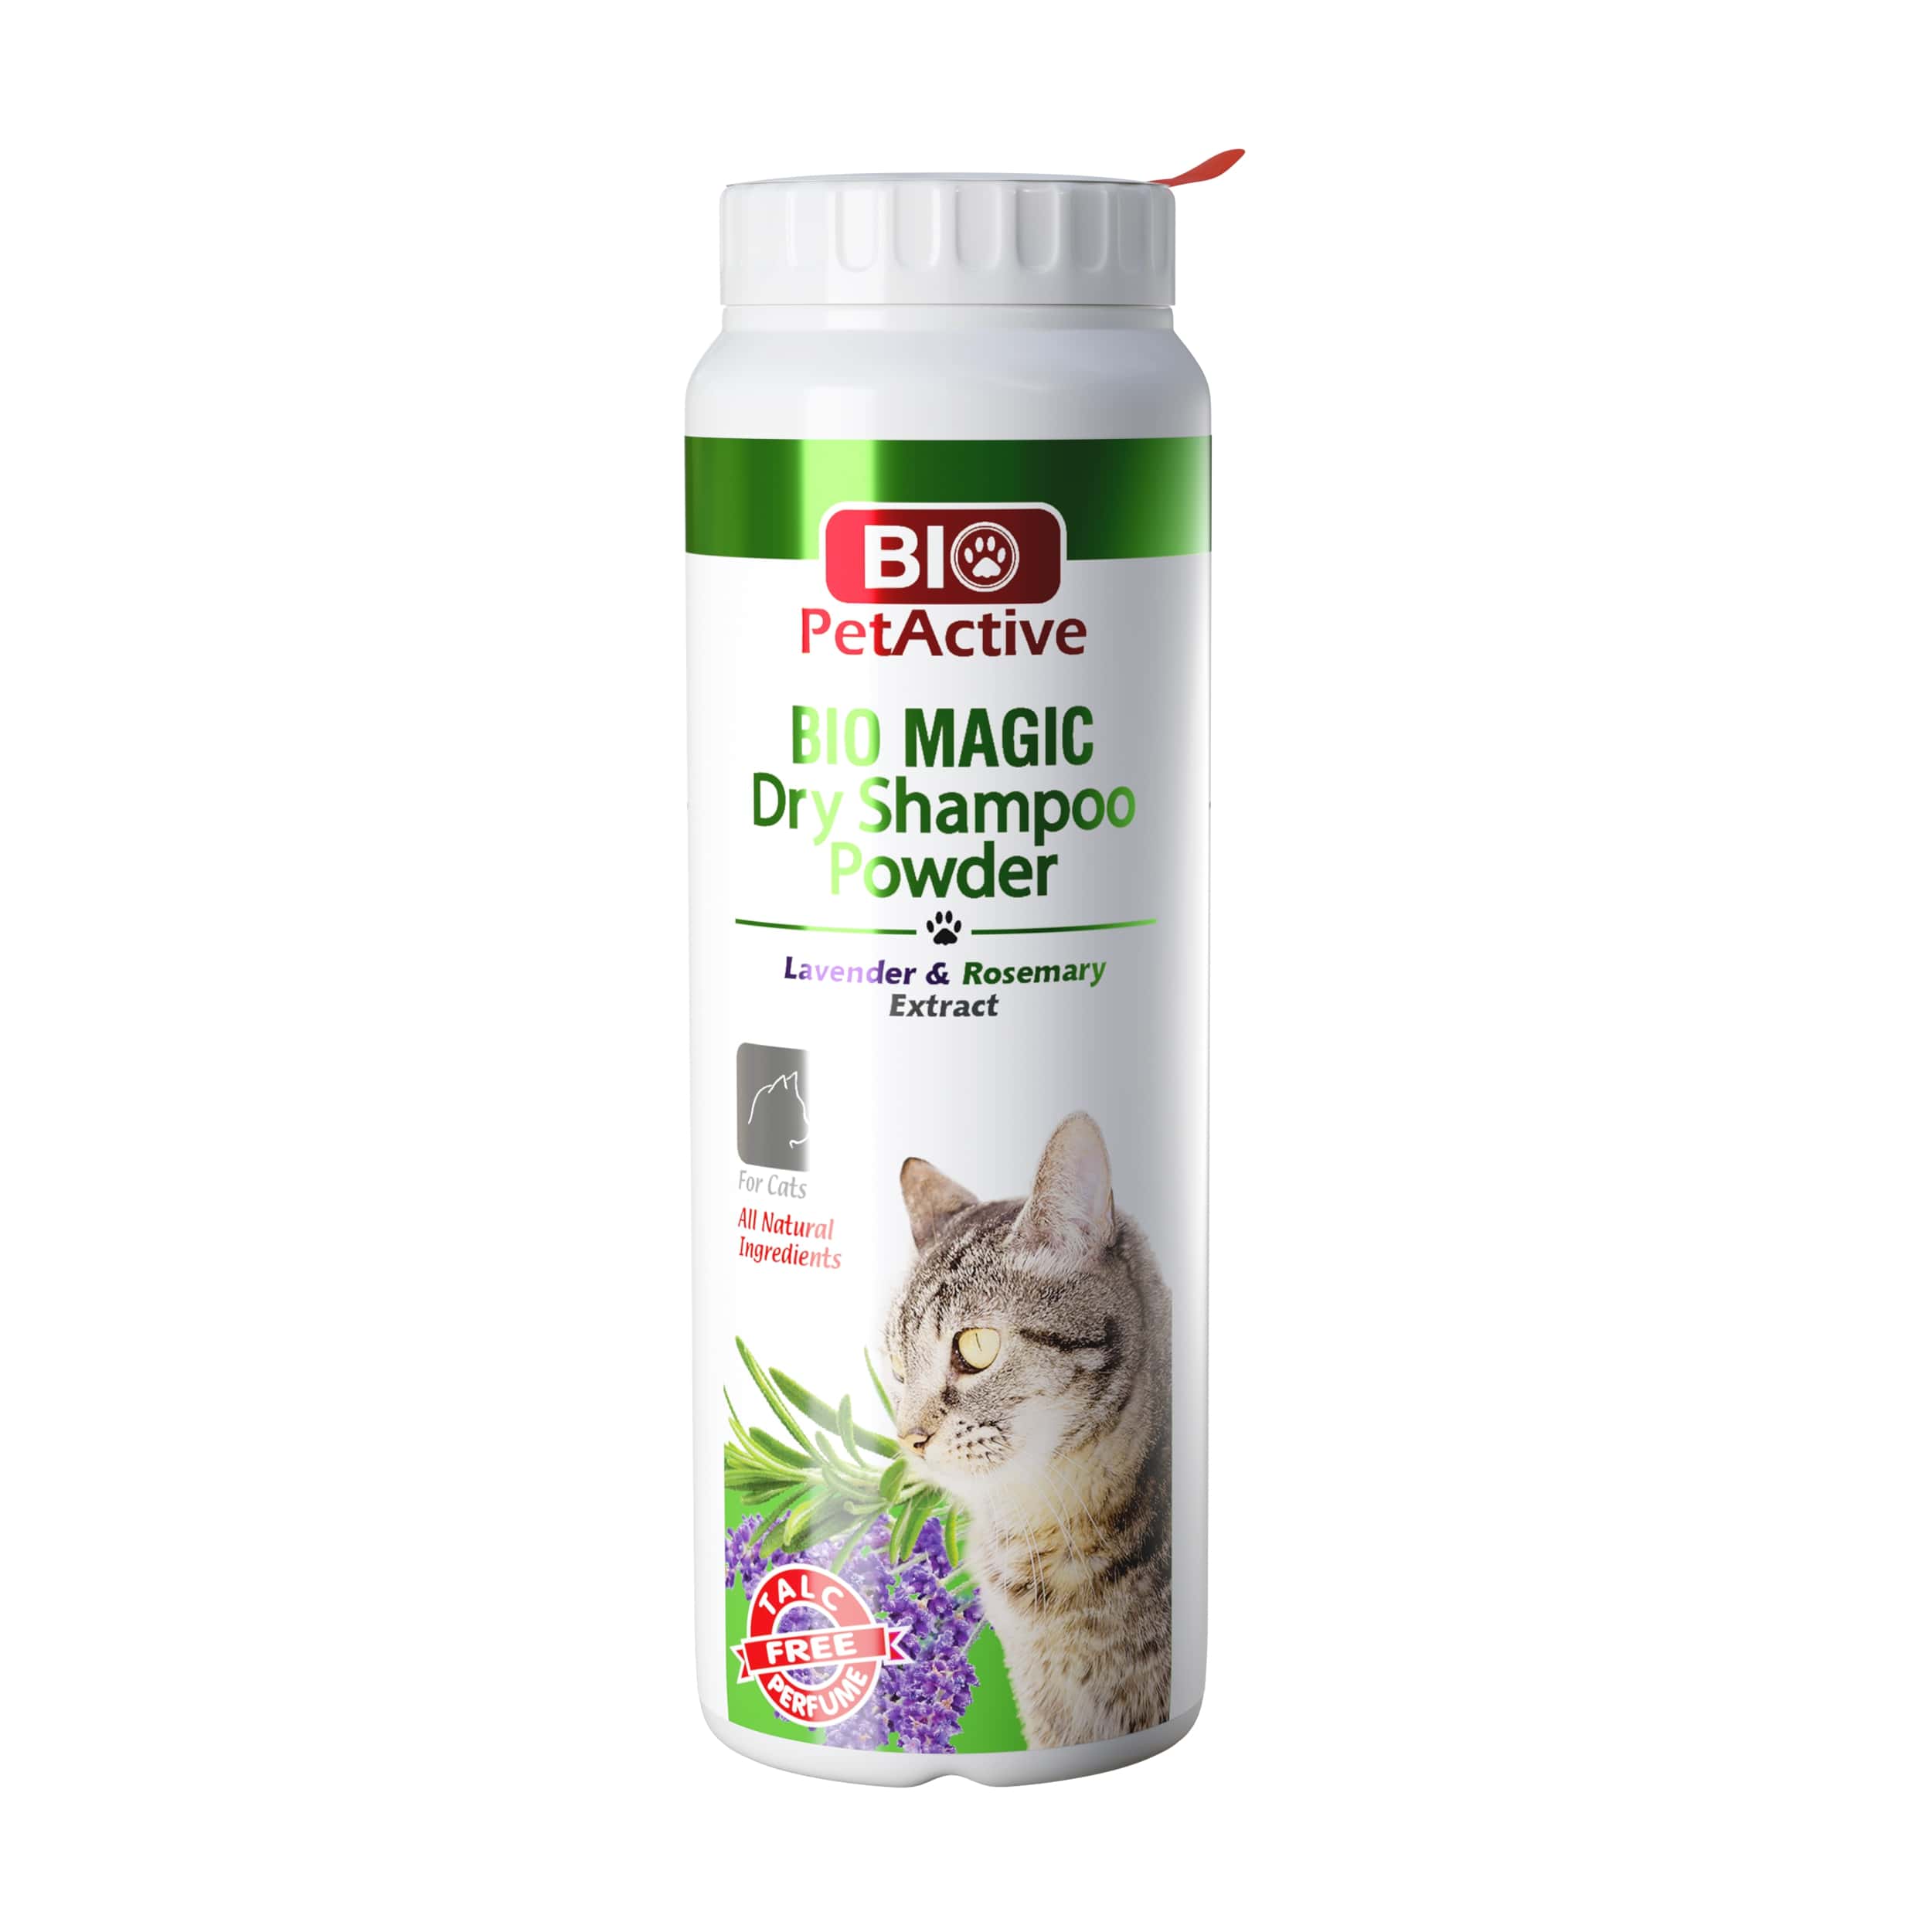 BIO
PetActive
BIO MAGIC
Dry Shampoo
Powder
Lavender & Rosemary
Extract
For Cats
All Natural
Ingredients
TALC
FREE
PERFUME